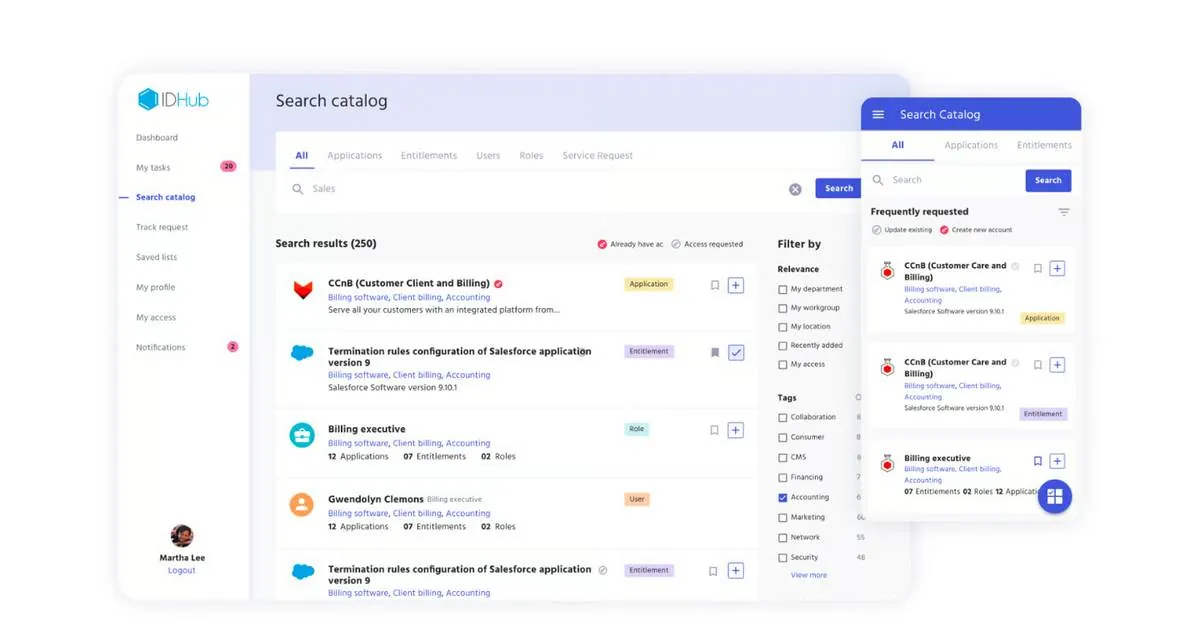 IDHub
Dashboard
My tasks
20
Search catalog
Track request
Saved lists
My profile
My access
Notifications
2
Martha Lee
Logout
Search catalog
All Applications Entitlements Users Roles Service Request
Sales
Search
Search results (250)
Already have ac Access requested
CCnB (Customer Client and Billing)
Application
Billing software, Client billing, Accounting
Serve all your customers with an integrated platform from...
Termination rules configuration of Salesforce application
version 9
Entitlement
Billing software, Client billing, Accounting
Salesforce Software version 9.10.1
Billing executive
Role
Billing software, Client billing, Accounting
12 Applications 07 Entitlements 02 Roles
Gwendolyn Clemons Billing executive
User
Billing software, Client billing, Accounting
12 Applications 07 Entitlements 02 Roles
Termination rules configuration of Salesforce application
version 9
Entitlement
Billing software, Client billing, Accounting
Filter by
Relevance
My department
My workgroup
My location
Recently added
My access
Tags
Collaboration
Consumer
CMS
Financing
Accounting
Marketing
Network 55
Security 48
View more
Search Catalog
All Applications Entitlements
Search
Search
Frequently requested
Update existing Create new account
CCnB (Customer Care and
Billing)
Billing software, Client billing,
Accounting
Salesforce Software version 9.10.1
Application
CCnB (Customer Care and
Billing)
Billing software, Client billing,
Accounting
Salesforce Software version 9.10.1
Entitlement
Billing executive
Billing software, Client billing,
Accounting
07 Entitlements 02 Roles 12 Applicatio